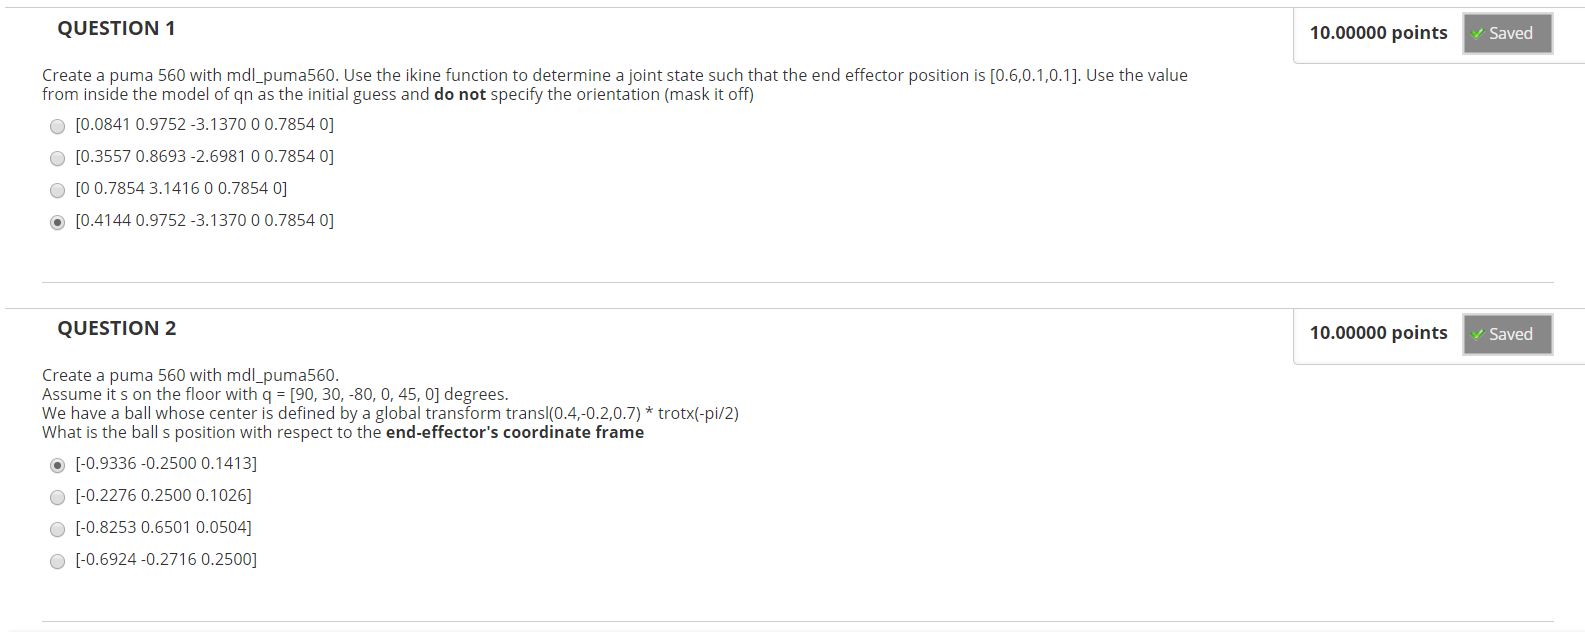 QUESTION 1
10.00000 points
Saved
Create a puma 560 with mdl_puma560. Use the ikine function to determine a joint state such that the end effector position is [0.6,0.1,0.1]. Use the value
from inside the model of qn as the initial guess and do not specify the orientation (mask it off)
[0.0841 0.9752 -3.1370 0 0.7854 0]
[0.3557 0.8693 -2.6981 0 0.7854 0]
[0 0.7854 3.1416 0 0.7854 0]
[0.4144 0.9752 -3.1370 0 0.7854 0]
QUESTION 2
10.00000 points
Saved
Create a puma 560 with mdl_puma560.
Assume it s on the floor with q = [90, 30, -80, 0, 45, 0] degrees.
We have a ball whose center is defined by a global transform transl(0.4,-0.2,0.7) * trotx(-pi/2)
What is the ball s position with respect to the end-effector's coordinate frame
[-0.9336 -0.2500 0.1413]
[-0.2276 0.2500 0.1026]
[-0.8253 0.6501 0.0504]
[-0.6924 -0.2716 0.2500]